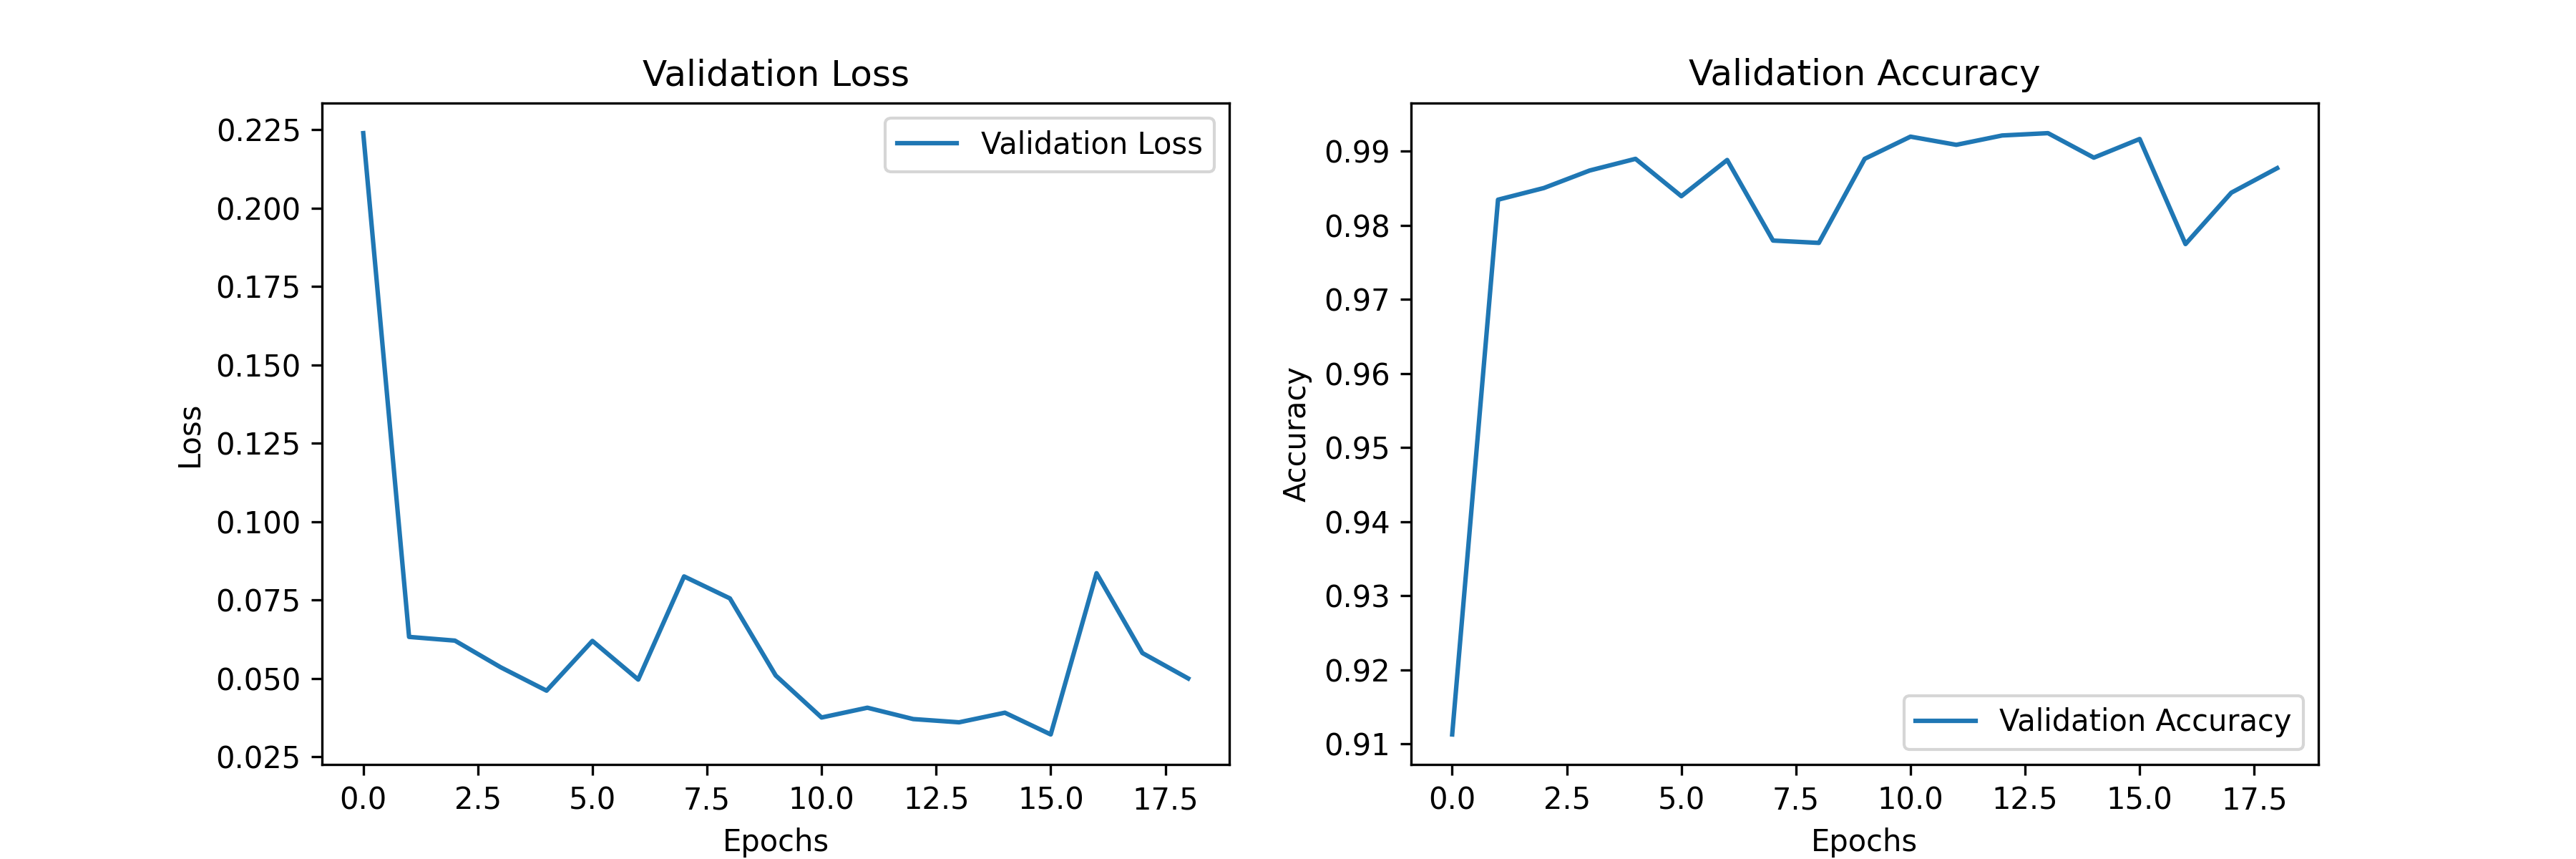 Validation Loss
Validation Loss
0.225
0.200
0.175
0.150
0.125
0.100
0.075
0.050
0.025
Loss
0.0 2.5 5.0 7.5 10.0 12.5 15.0 17.5
Epochs
Validation Accuracy
0.99
0.98
0.97
0.96
0.95
0.94
0.93
0.92
0.91
Accuracy
Validation Accuracy
0.0 2.5 5.0 7.5 10.0 12.5 15.0 17.5
Epochs